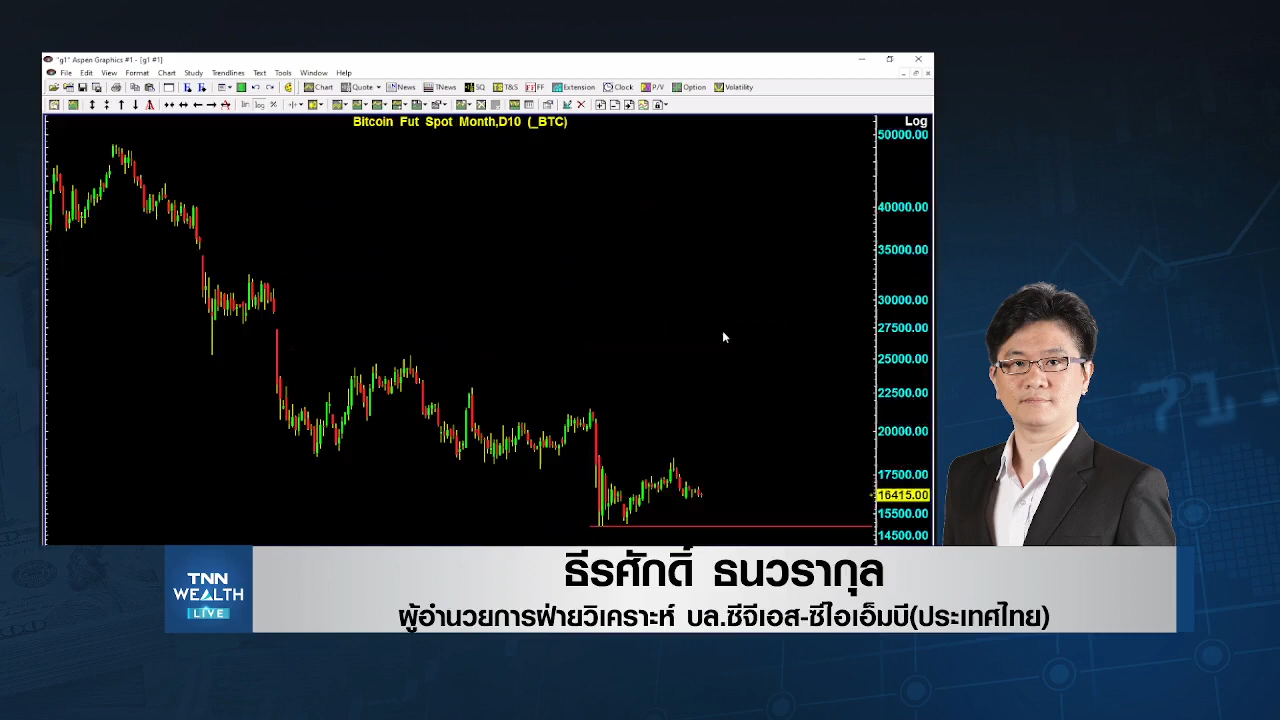 "g1" Aspen Graphics #1 - [g1 #1]
File Edit View Format Chart Study Trendlines Text Tools Window Help
Chart Quote News TNews SQ T&S FF Extension Clock P/V Option Volatility
lin log %
Bitcoin Fut Spot Month,D10 (_BTC)
Log
50000.00
40000.00
35000.00
30000.00
27500.00
25000.00
22500.00
20000.00
17500.00
16415.00
15500.00
14500.00
71.
TNN
WEALTH
LIVE
ธีรศักดิ์ ธนวรากุล
ผู้อำนวยการฝ่ายวิเคราะห์ บล.ซีจีเอส-ซีไอเอ็มบี(ประเทศไทย)